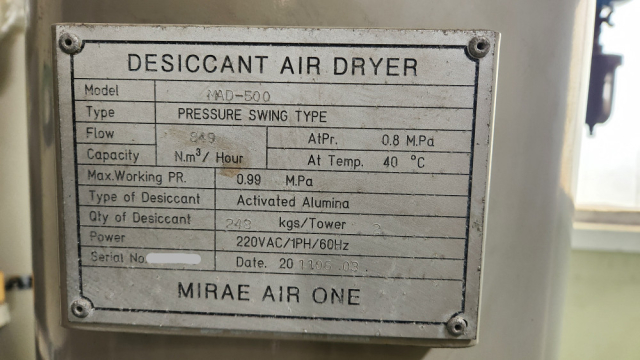 DESICCANT AIR DRYER
Model MAD-500
Type PRESSURE SWING TYPE
Flow 849 AtPr. 0.8 M.Pa
Capacity N.m³/ Hour At Temp. 40 °C
Max.Working PR. 0.99 M.Pa
Type of Desiccant Activated Alumina
Qty of Desiccant kgs/Tower
Power 220VAC/1PH/60Hz
Serial No. Date. 20
MIRAE AIR ONE